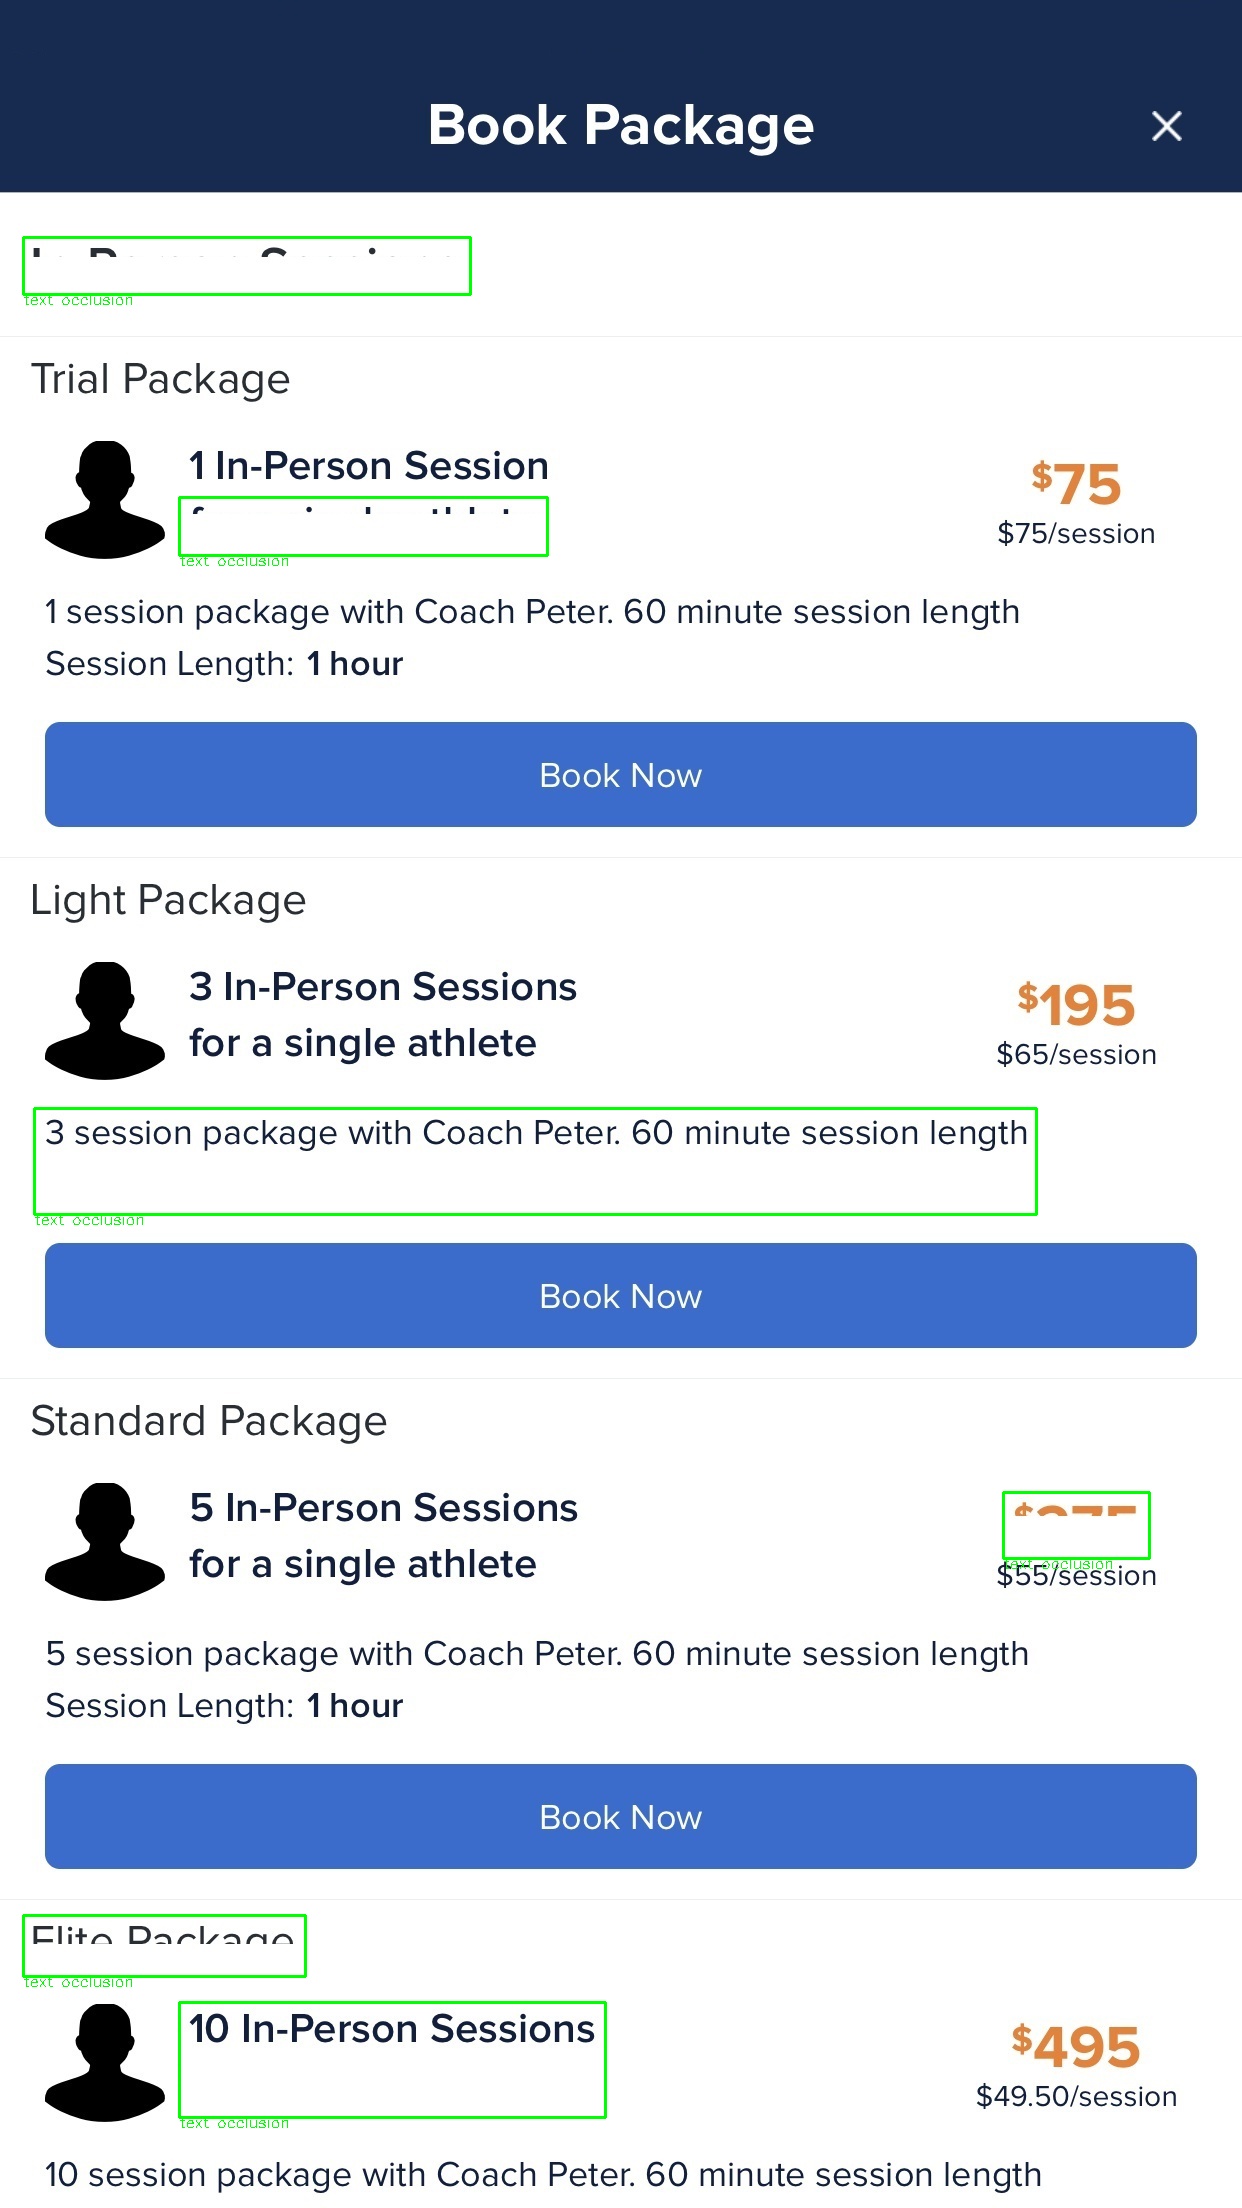 Book Package
text occlusion
Trial Package
1 In-Person Session
text occlusion
$75
$75/session
1 session package with Coach Peter. 60 minute session length
Session Length: 1 hour
Book Now
Light Package
3 In-Person Sessions
for a single athlete
$195
$65/session
3 session package with Coach Peter. 60 minute session length
text occlusion
Book Now
Standard Package
5 In-Person Sessions
for a single athlete
text occlusion
$55/session
5 session package with Coach Peter. 60 minute session length
Session Length: 1 hour
Book Now
Elite Package
text occlusion
10 In-Person Sessions
text occlusion
$495
$49.50/session
10 session package with Coach Peter. 60 minute session length